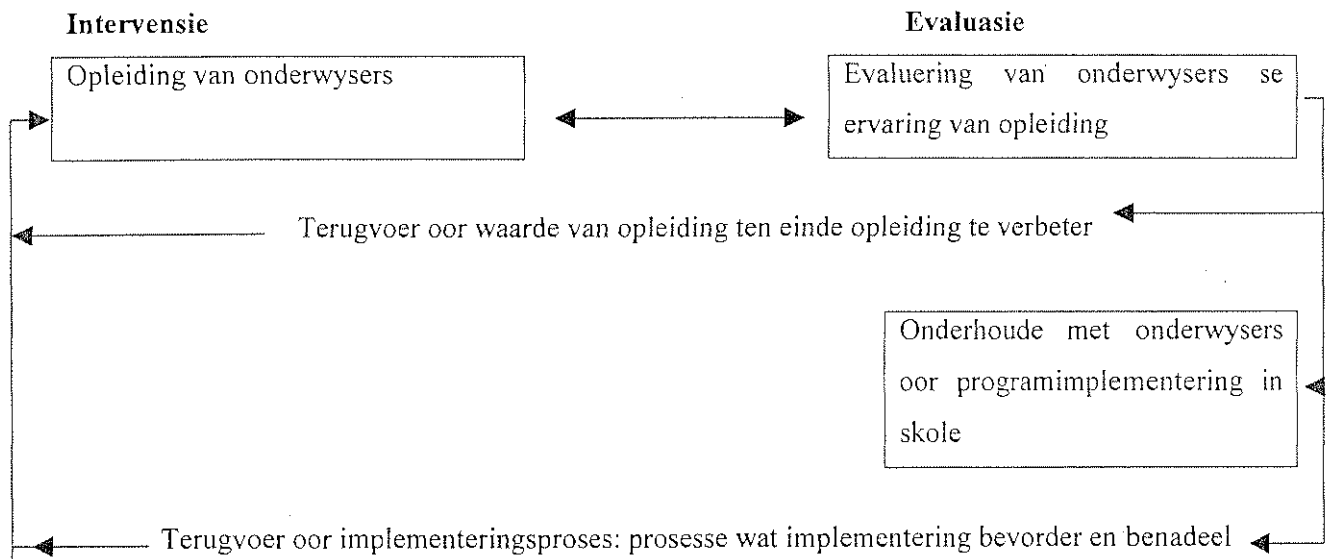 Intervensie
Evaluasie
Opleiding van onderwysers
Evaluering van onderwysers se
ervaring van opleiding
Terugvoer oor waarde van opleiding ten einde opleiding te verbeter
Onderhoude met onderwysers
oor programimplementering in
skole
Terugvoer oor implementeringsproses: prosesse wat implementering bevorder en benadeel